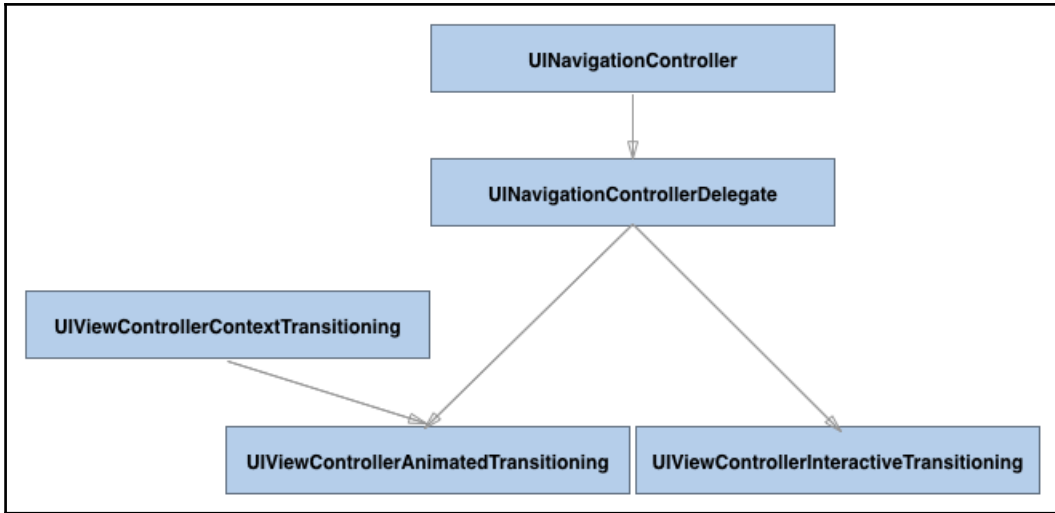 UINavigationController
UINavigationControllerDelegate
UIViewControllerContextTransitioning
UIViewControllerAnimatedTransitioning
UIViewControllerInteractiveTransitioning